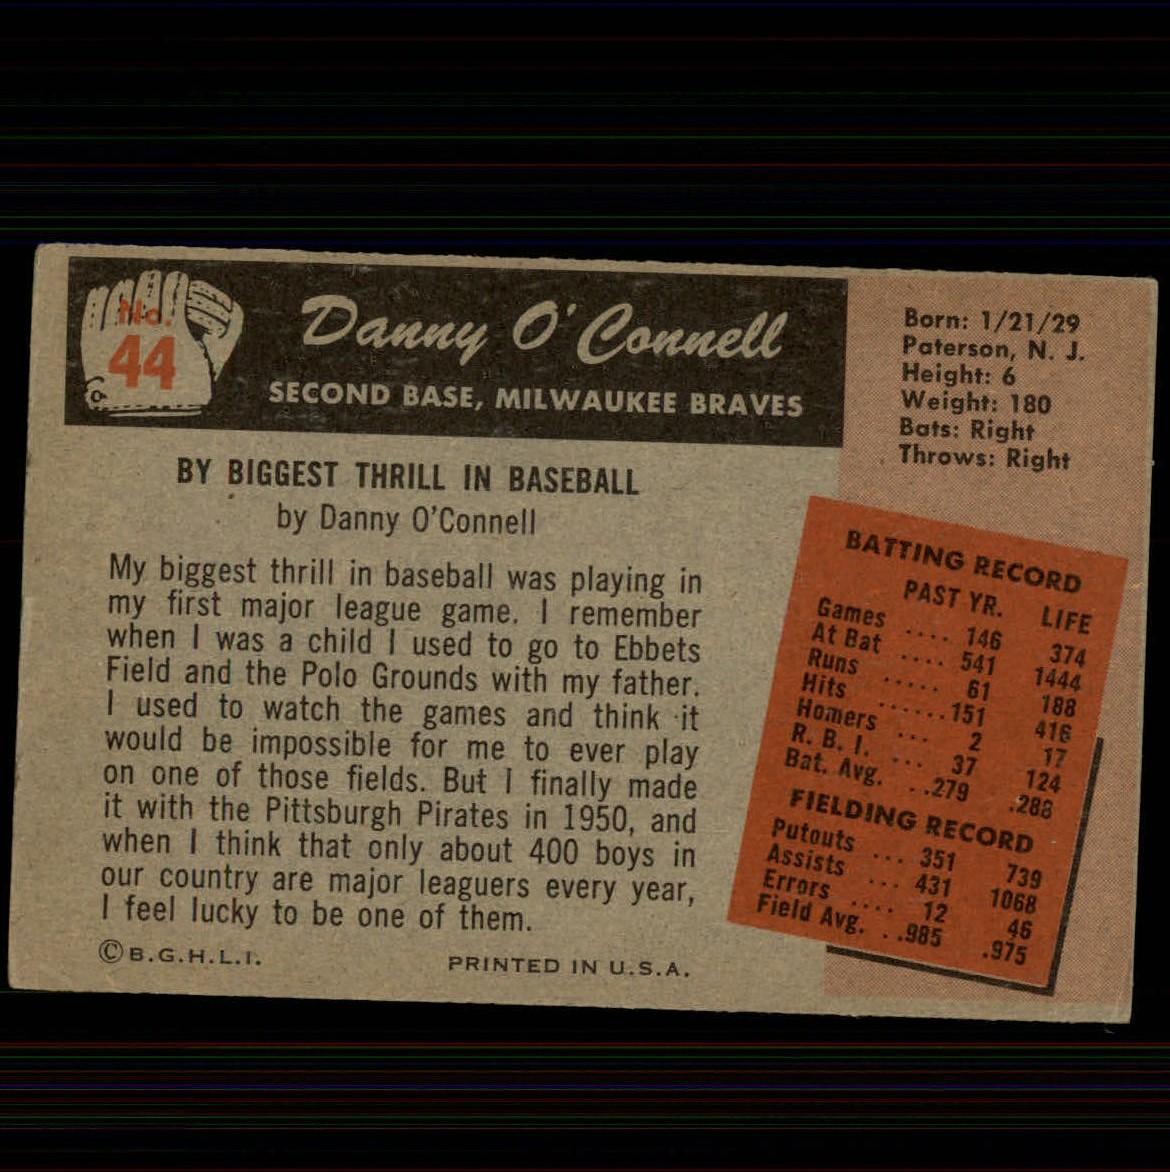 No.
44
Danny O'Connell
SECOND BASE, MILWAUKEE BRAVES
Born: 1/21/29
Paterson, N. J.
Height: 6
Weight: 180
Bats: Right
Throws: Right
BY BIGGEST THRILL IN BASEBALL
by Danny O'Connell
My biggest thrill in baseball was playing in
my first major league game. I remember
when I was a child I used to go to Ebbets
Field and the Polo Grounds with my father.
I used to watch the games and think it
would be impossible for me to ever play
on one of those fields. But I finally made
it with the Pittsburgh Pirates in 1950, and
when I think that only about 400 boys in
our country are major leaguers every year,
I feel lucky to be one of them.
© B.G.H.L.I. PRINTED IN U.S.A.
BATTING RECORD
PAST YR. LIFE
Games .... 146 374
At Bat .... 541 1444
Runs ..... 61 188
Hits ......151 416
Homers ... 2 17
R. B. I. ... 37 124
Bat. Avg. ..279 .288
FIELDING RECORD
Putouts ... 351 739
Assists ... 431 1068
Errors .... 12 46
Field Avg. ..985 .975